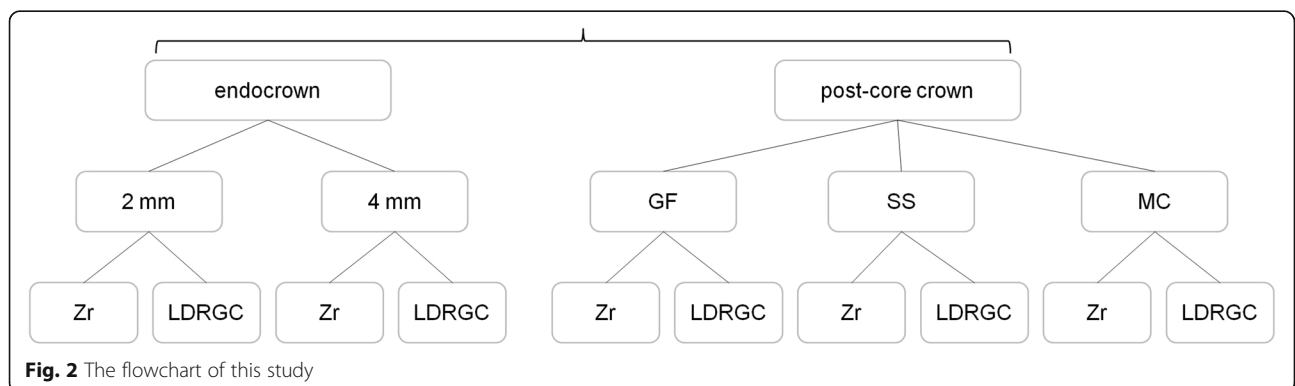 endocrown post-core crown
2 mm 4 mm GF SS MC
Zr LDRGC Zr LDRGC Zr LDRGC Zr LDRGC Zr LDRGC
Fig. 2 The flowchart of this study